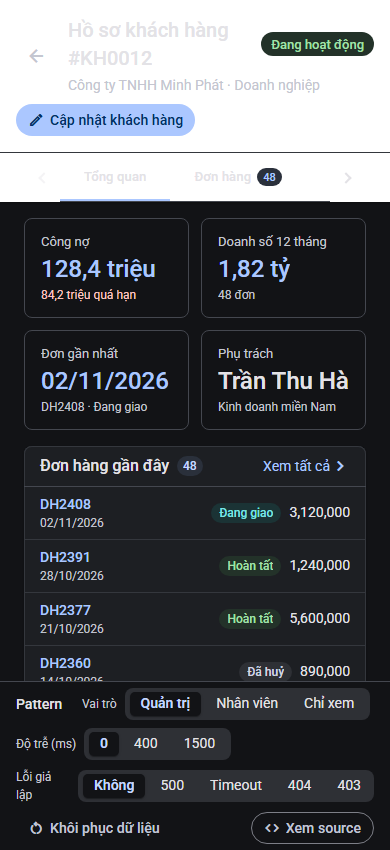 Hồ sơ khách hàng
#KH0012
Đang hoạt động
Công ty TNHH Minh Phát · Doanh nghiệp
Cập nhật khách hàng
Tổng quan
Đơn hàng 48
Công nợ
128,4 triệu
84,2 triệu quá hạn
Doanh số 12 tháng
1,82 tỷ
48 đơn
Đơn gần nhất
02/11/2026
DH2408 · Đang giao
Phụ trách
Trần Thu Hà
Kinh doanh miền Nam
Đơn hàng gần đây 48 Xem tất cả
DH2408
02/11/2026
Đang giao 3,120,000
DH2391
28/10/2026
Hoàn tất 1,240,000
DH2377
21/10/2026
Hoàn tất 5,600,000
DH2360
14/10/2026
Đã huỷ 890,000
Pattern Vai trò Quản trị Nhân viên Chỉ xem
Độ trễ (ms) 0 400 1500
Lỗi giả
lập
Không 500 Timeout 404 403
Khôi phục dữ liệu Xem source